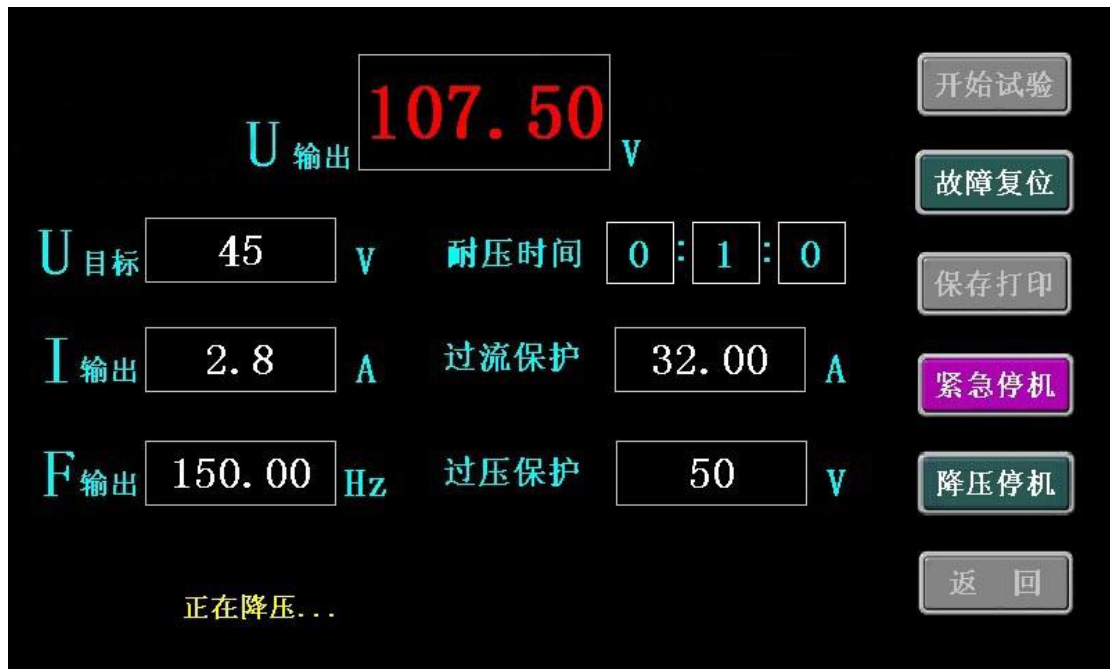 U输出 107.50 V
开始试验
故障复位
U目标 45 V 耐压时间 0:1:0
保存打印
I输出 2.8 A 过流保护 32.00 A
紧急停机
F输出 150.00 Hz 过压保护 50 V
降压停机
返 回
正在降压...